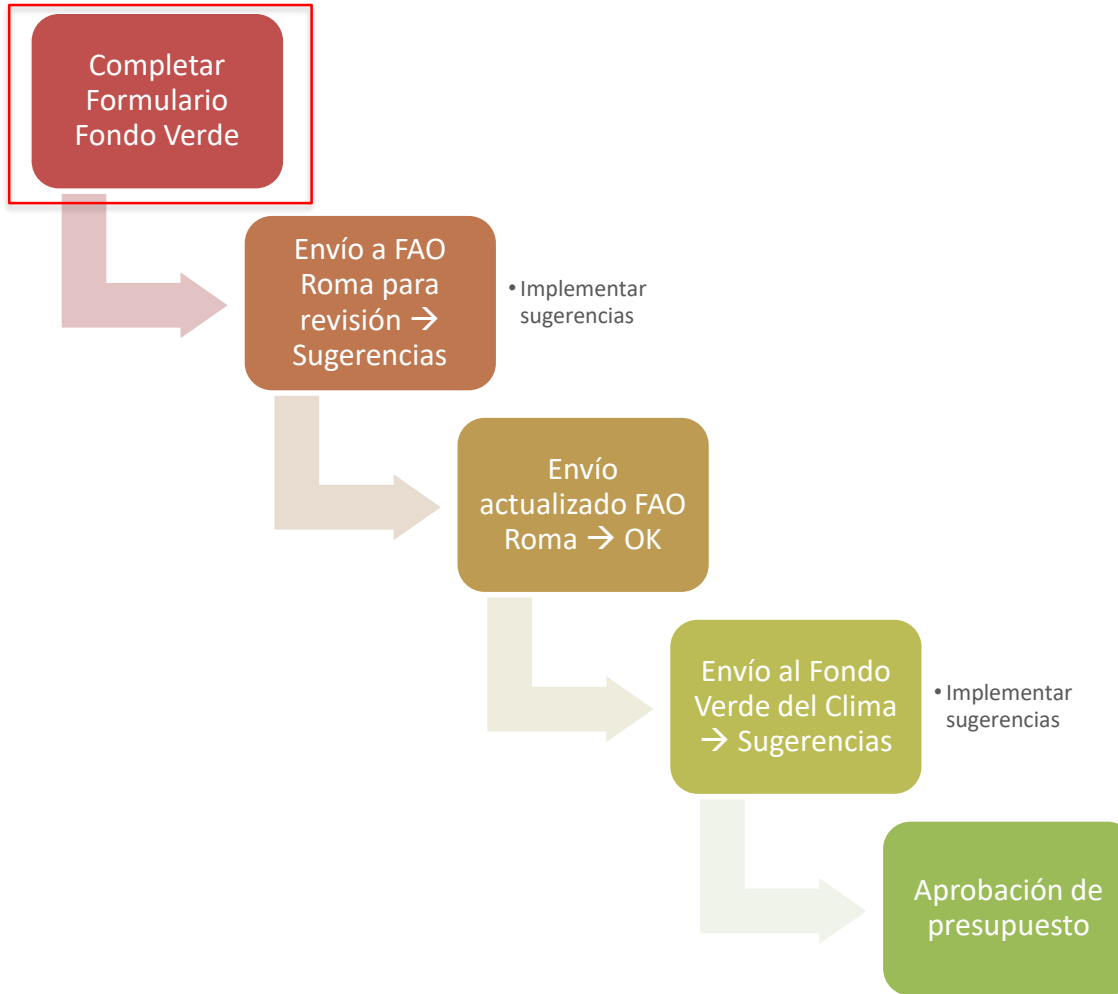 Completar
Formulario
Fondo Verde
Envío a FAO
Roma para
revisión →
Sugerencias
• Implementar
sugerencias
Envío
actualizado FAO
Roma → OK
Envío al Fondo
Verde del Clima
→ Sugerencias
• Implementar
sugerencias
Aprobación de
presupuesto